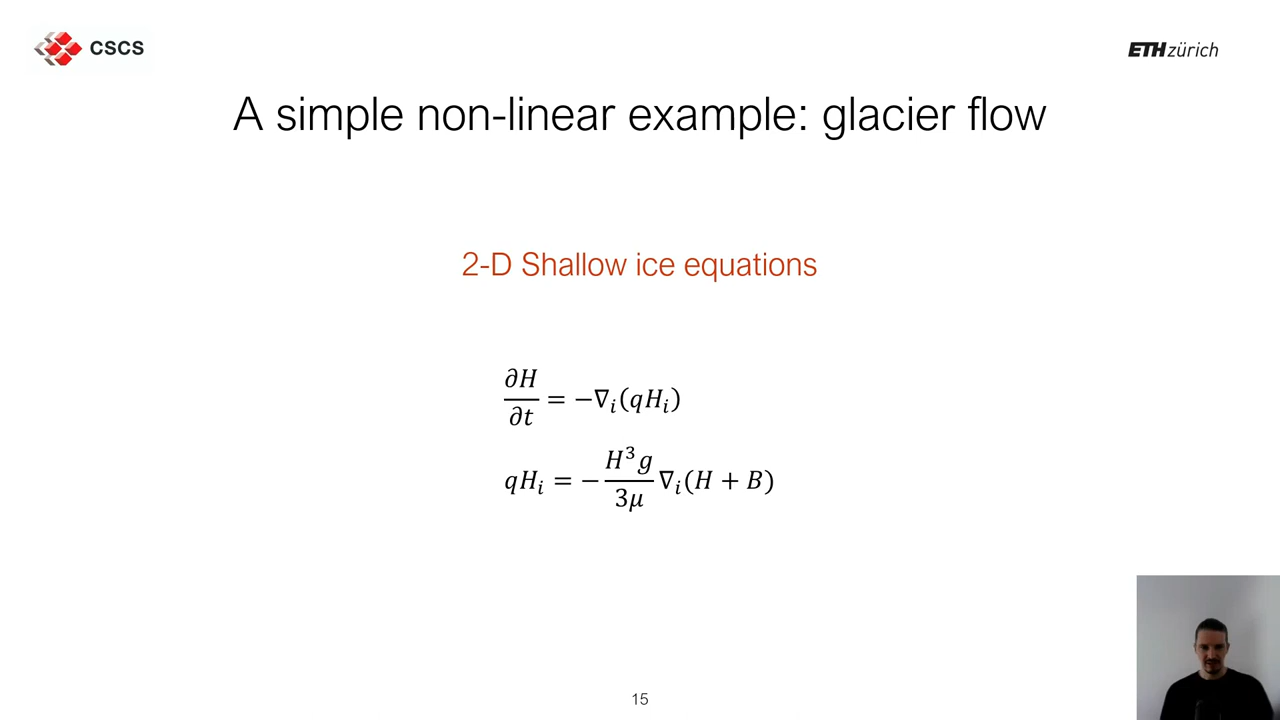 CSCS
ETH zürich
A simple non-linear example: glacier flow
2-D Shallow ice equations
∂H/∂t = −∇ᵢ(qHᵢ)
qHᵢ = −H³g/3μ ∇ᵢ(H + B)
15